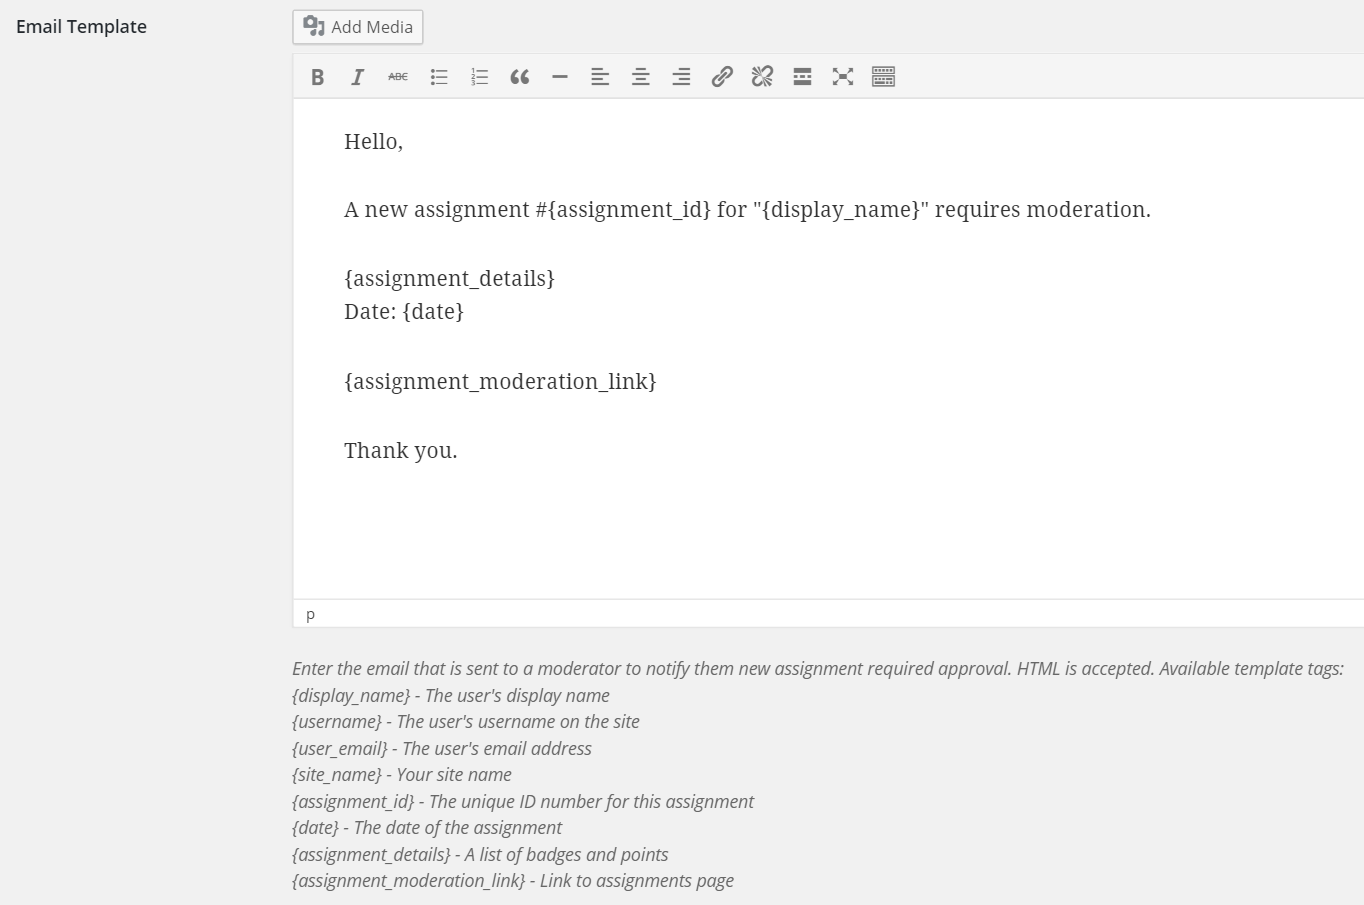 Email Template
Add Media
B I ABC
Hello,
A new assignment #{assignment_id} for "{display_name}" requires moderation.
{assignment_details}
Date: {date}
{assignment_moderation_link}
Thank you.
p
Enter the email that is sent to a moderator to notify them new assignment required approval. HTML is accepted. Available template tags:
{display_name} - The user's display name
{username} - The user's username on the site
{user_email} - The user's email address
{site_name} - Your site name
{assignment_id} - The unique ID number for this assignment
{date} - The date of the assignment
{assignment_details} - A list of badges and points
{assignment_moderation_link} - Link to assignments page